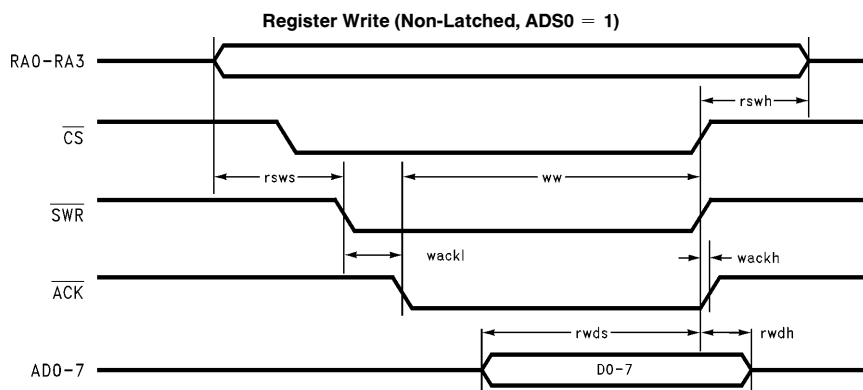 Register Write (Non-Latched, ADS0 = 1)
RA0-RA3
rswh
CS
rsws
ww
SWR
wackl
wackh
ACK
rwds
rwdh
AD0-7
D0-7